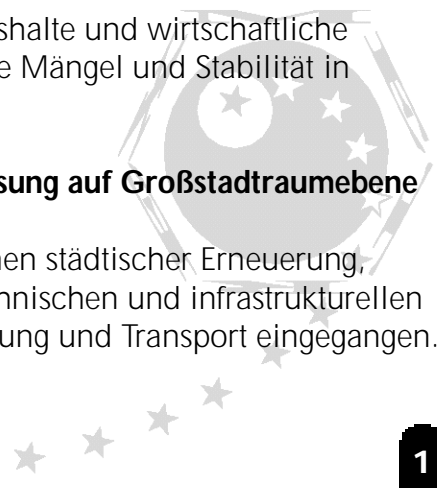 shalte und wirtschaftliche
e Mängel und Stabilität in
sung auf Großstadtraumebene
nen städtischer Erneuerung,
hnischen und infrastrukturellen
ung und Transport eingegangen.
1